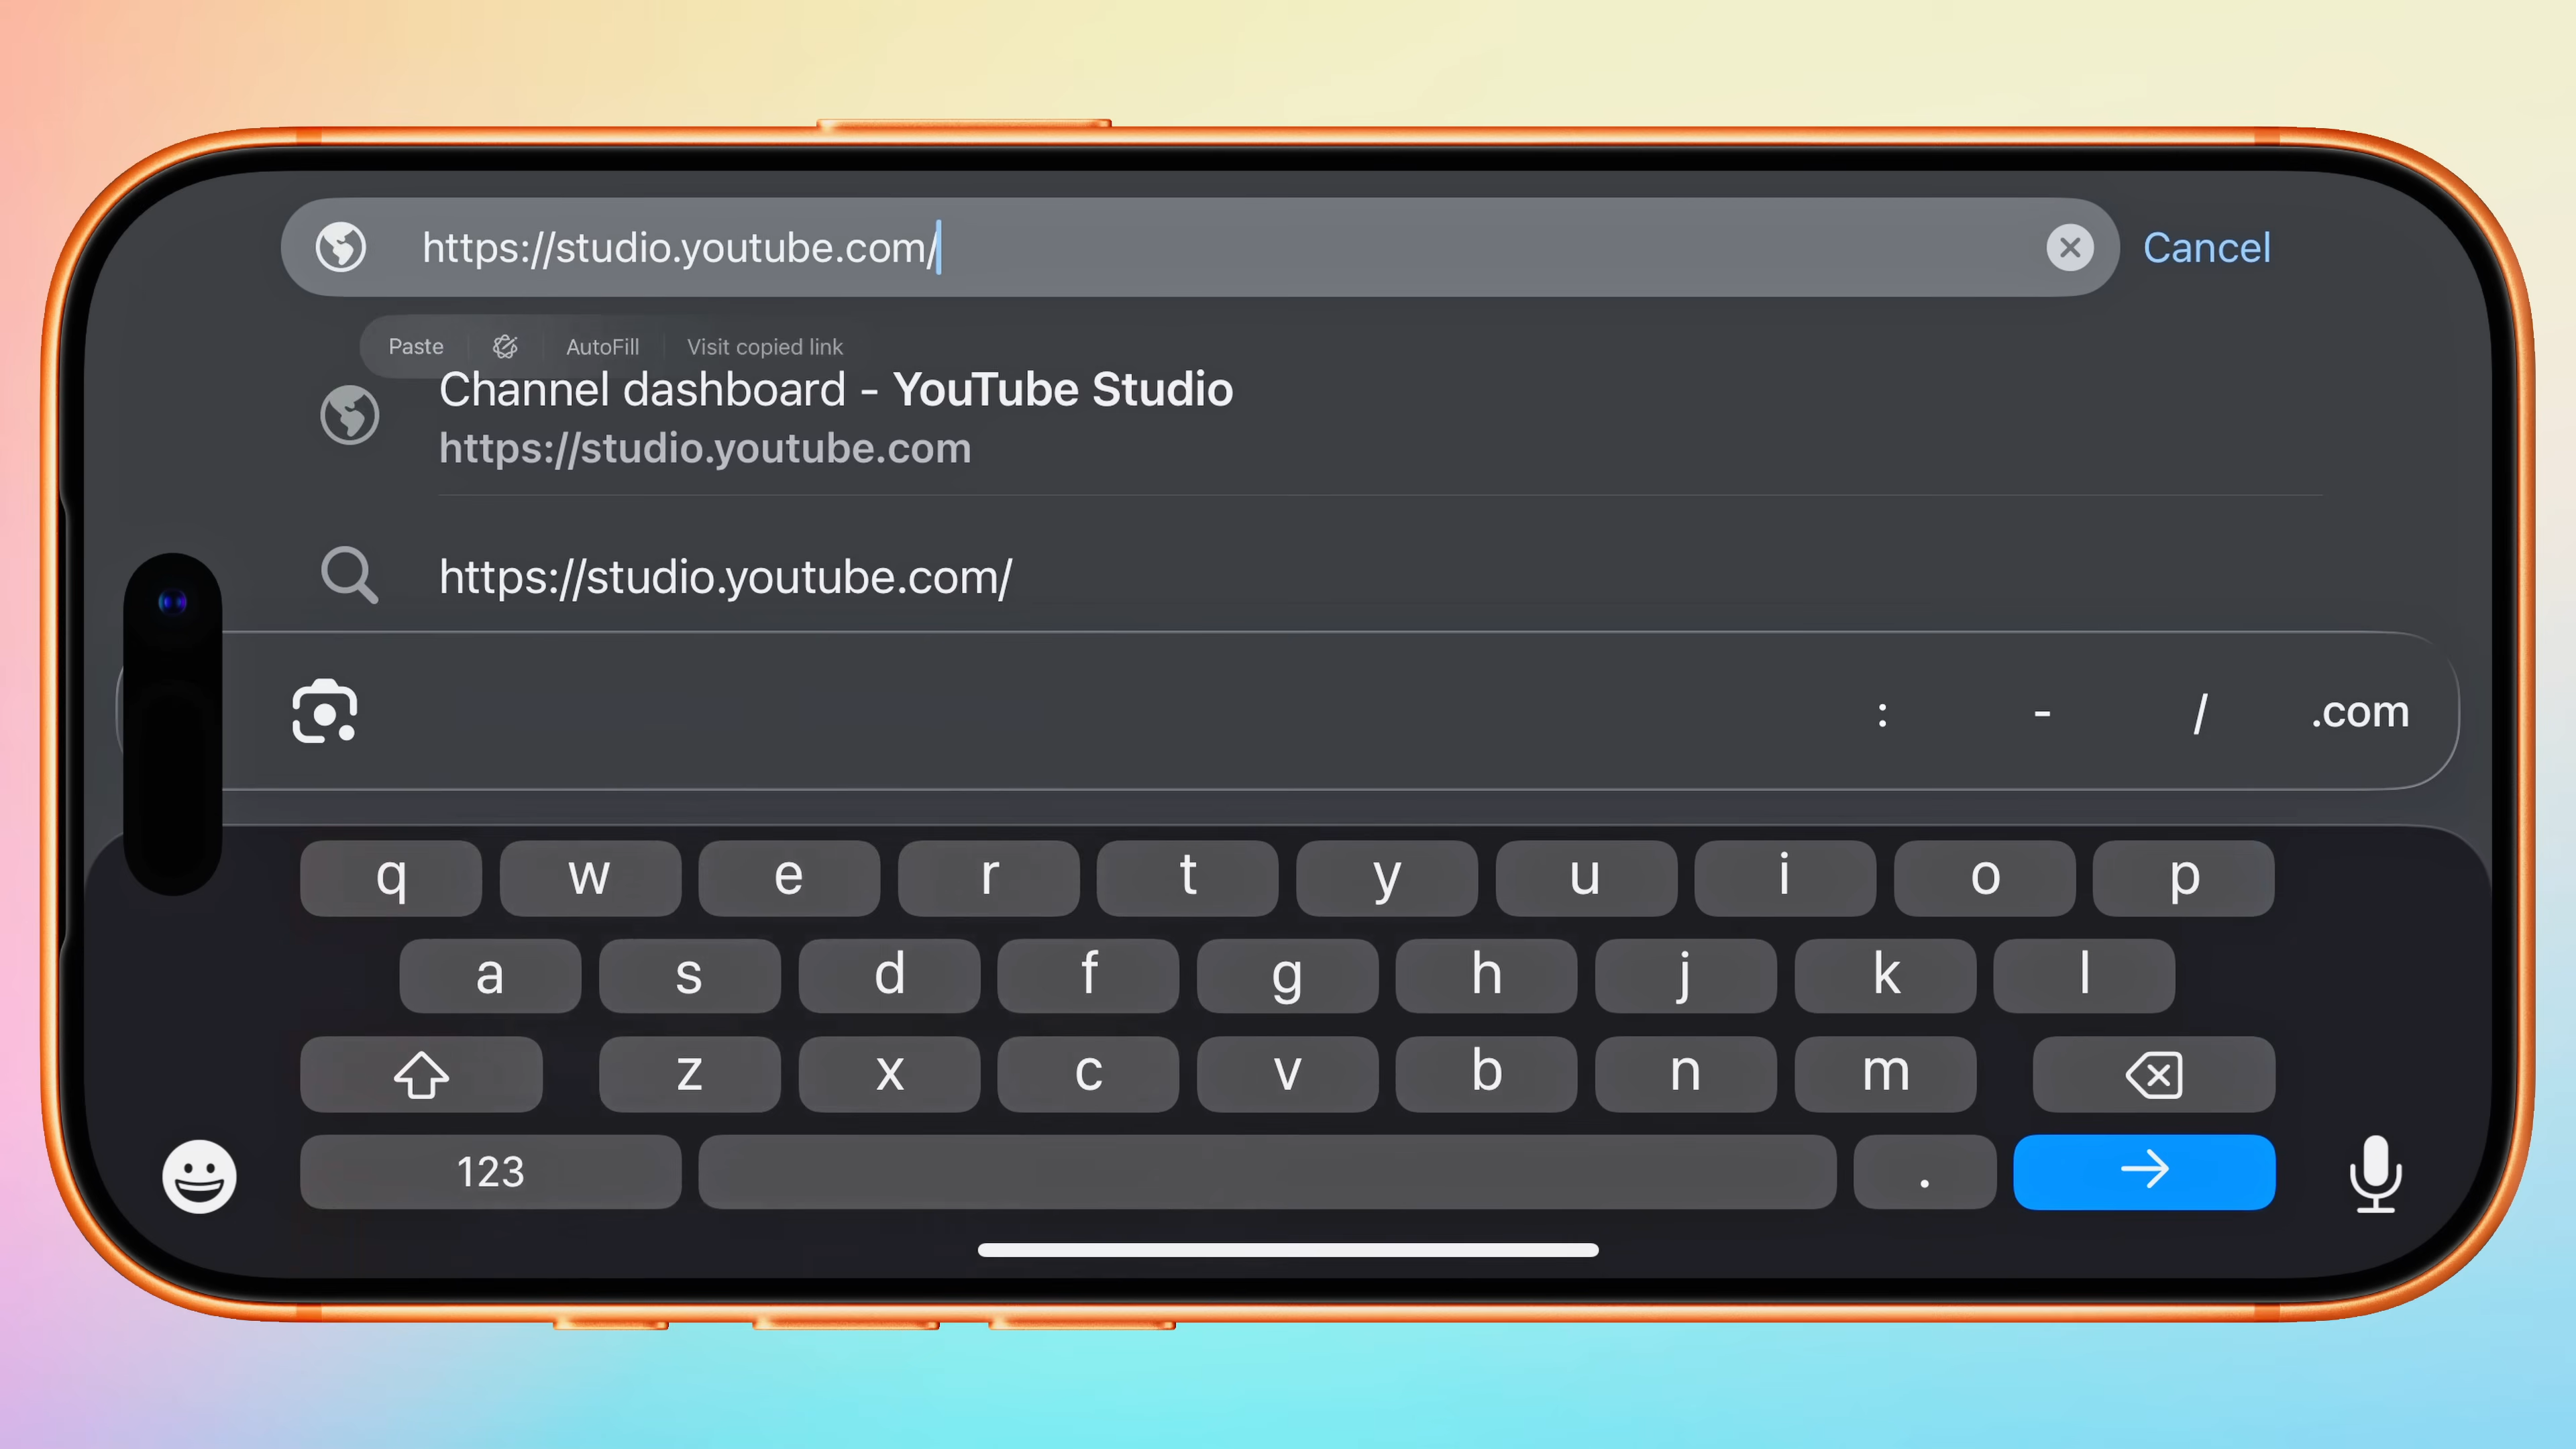 https://studio.youtube.com/
Cancel
Paste AutoFill Visit copied link
Channel dashboard - YouTube Studio
https://studio.youtube.com
https://studio.youtube.com/
: - / .com
q w e r t y u i o p
a s d f g h j k l
z x c v b n m
123 .